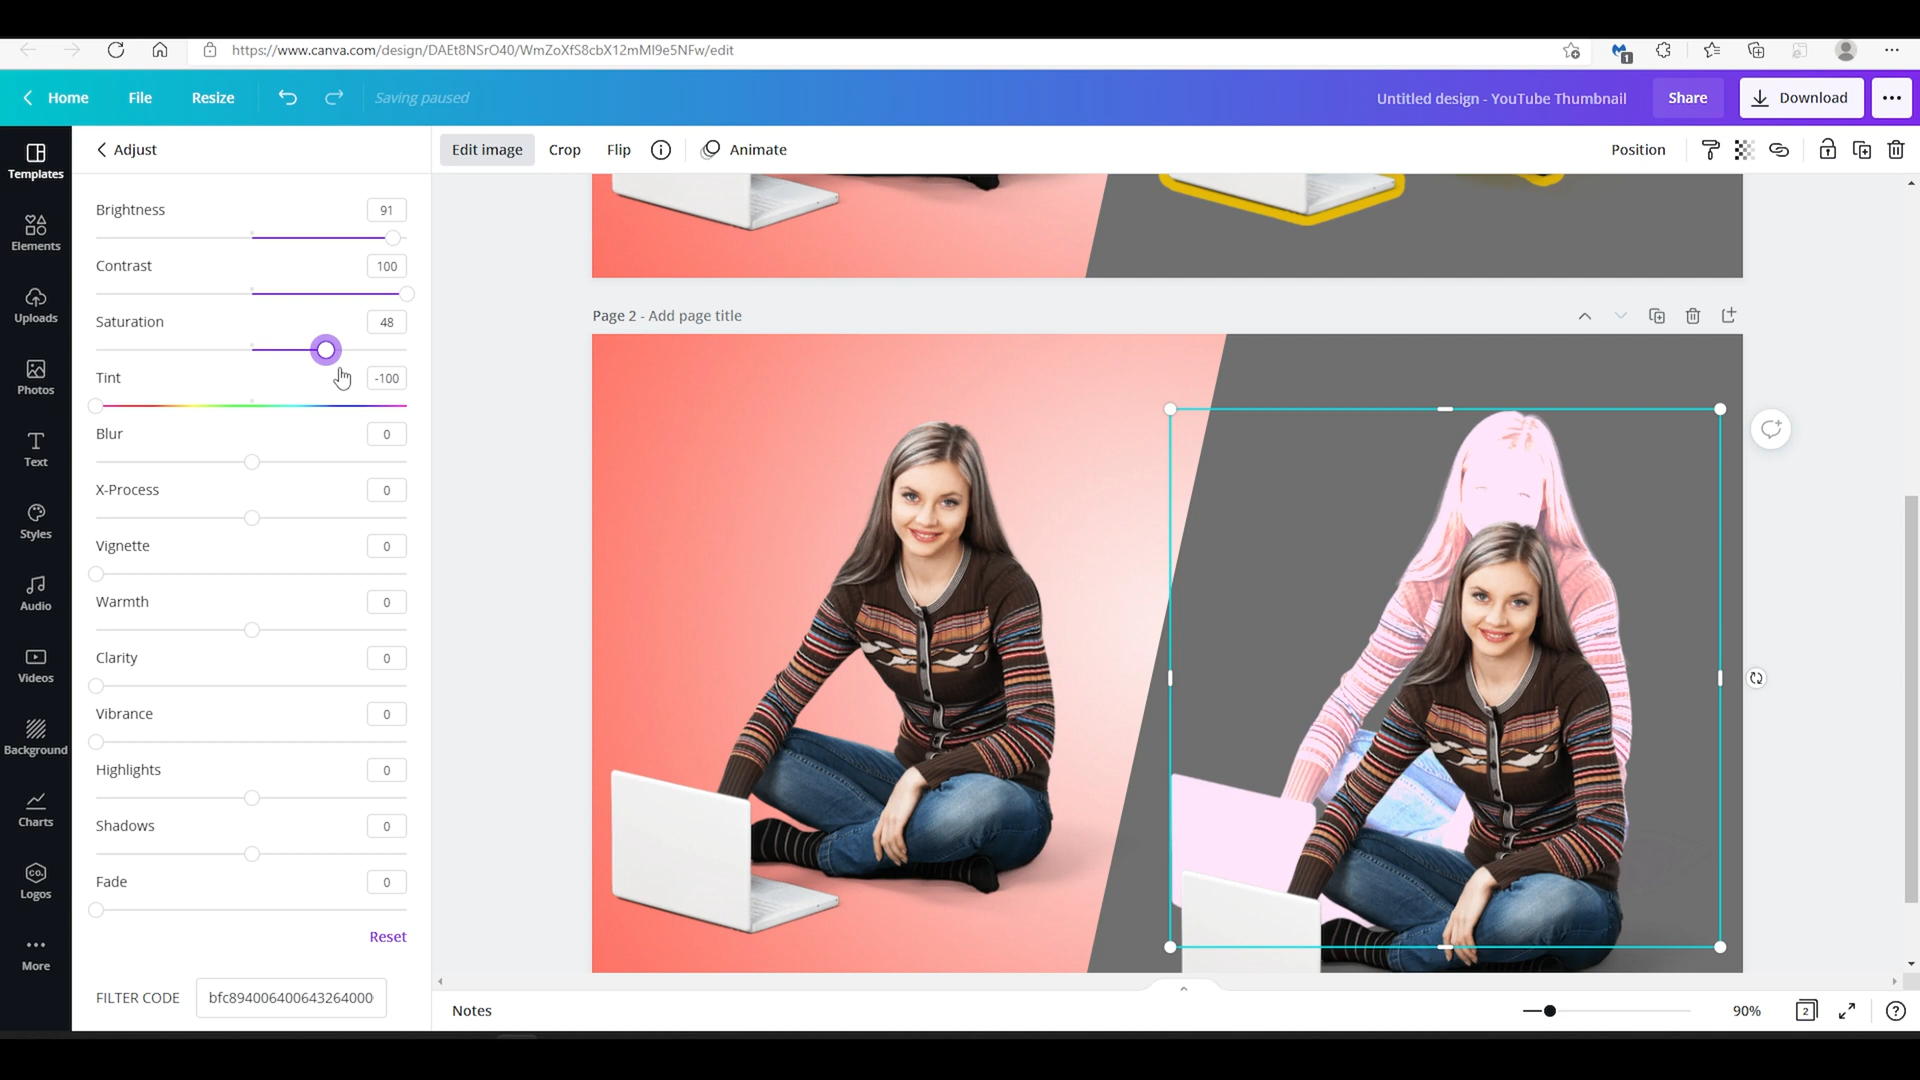 https://www.canva.com/design/DAEt8NSrO40/WmZoXfS8cbX12mMl9e5NFw/edit
1
Home
File
Resize
Saving paused
Untitled design - YouTube Thumbnail
Share
Download
Templates
Elements
Uploads
Photos
Text
Styles
Audio
Videos
Background
Charts
CO.
Logos
More
Adjust
Brightness 91
Contrast 100
Saturation 48
Tint -100
Blur 0
X-Process 0
Vignette 0
Warmth 0
Clarity 0
Vibrance 0
Highlights 0
Shadows 0
Fade 0
Reset
FILTER CODE bfc894006400643264000
Edit image
Crop
Flip
Animate
Position
Page 2 - Add page title
Notes
90%
2